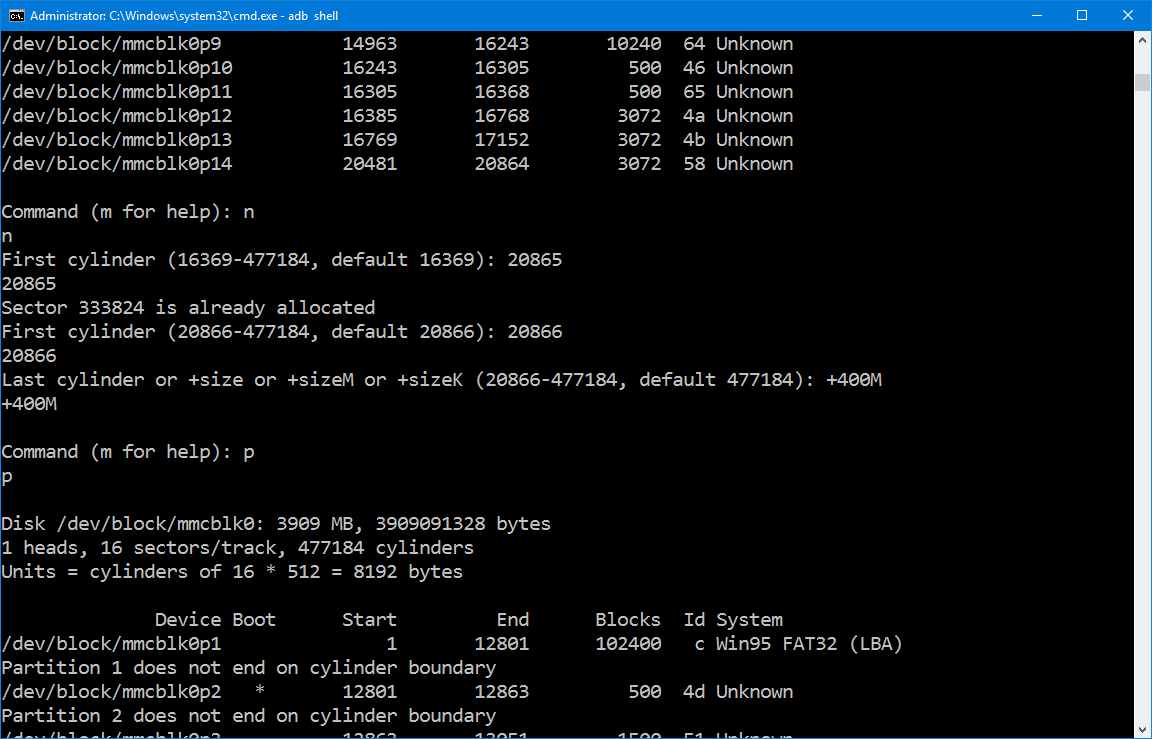 Administrator: C:\Windows\system32\cmd.exe - adb shell
/dev/block/mmcblk0p9 14963 16243 10240 64 Unknown
/dev/block/mmcblk0p10 16243 16305 500 46 Unknown
/dev/block/mmcblk0p11 16305 16368 500 65 Unknown
/dev/block/mmcblk0p12 16385 16768 3072 4a Unknown
/dev/block/mmcblk0p13 16769 17152 3072 4b Unknown
/dev/block/mmcblk0p14 20481 20864 3072 58 Unknown
Command (m for help): n
n
First cylinder (16369-477184, default 16369): 20865
20865
Sector 333824 is already allocated
First cylinder (20866-477184, default 20866): 20866
20866
Last cylinder or +size or +sizeM or +sizeK (20866-477184, default 477184): +400M
+400M
Command (m for help): p
p
Disk /dev/block/mmcblk0: 3909 MB, 3909091328 bytes
1 heads, 16 sectors/track, 477184 cylinders
Units = cylinders of 16 * 512 = 8192 bytes
Device Boot Start End Blocks Id System
/dev/block/mmcblk0p1 1 12801 102400 c Win95 FAT32 (LBA)
Partition 1 does not end on cylinder boundary
/dev/block/mmcblk0p2 * 12801 12863 500 4d Unknown
Partition 2 does not end on cylinder boundary
/dev/block/mmcblk0p3 12863 13051 1500 51 Unknown